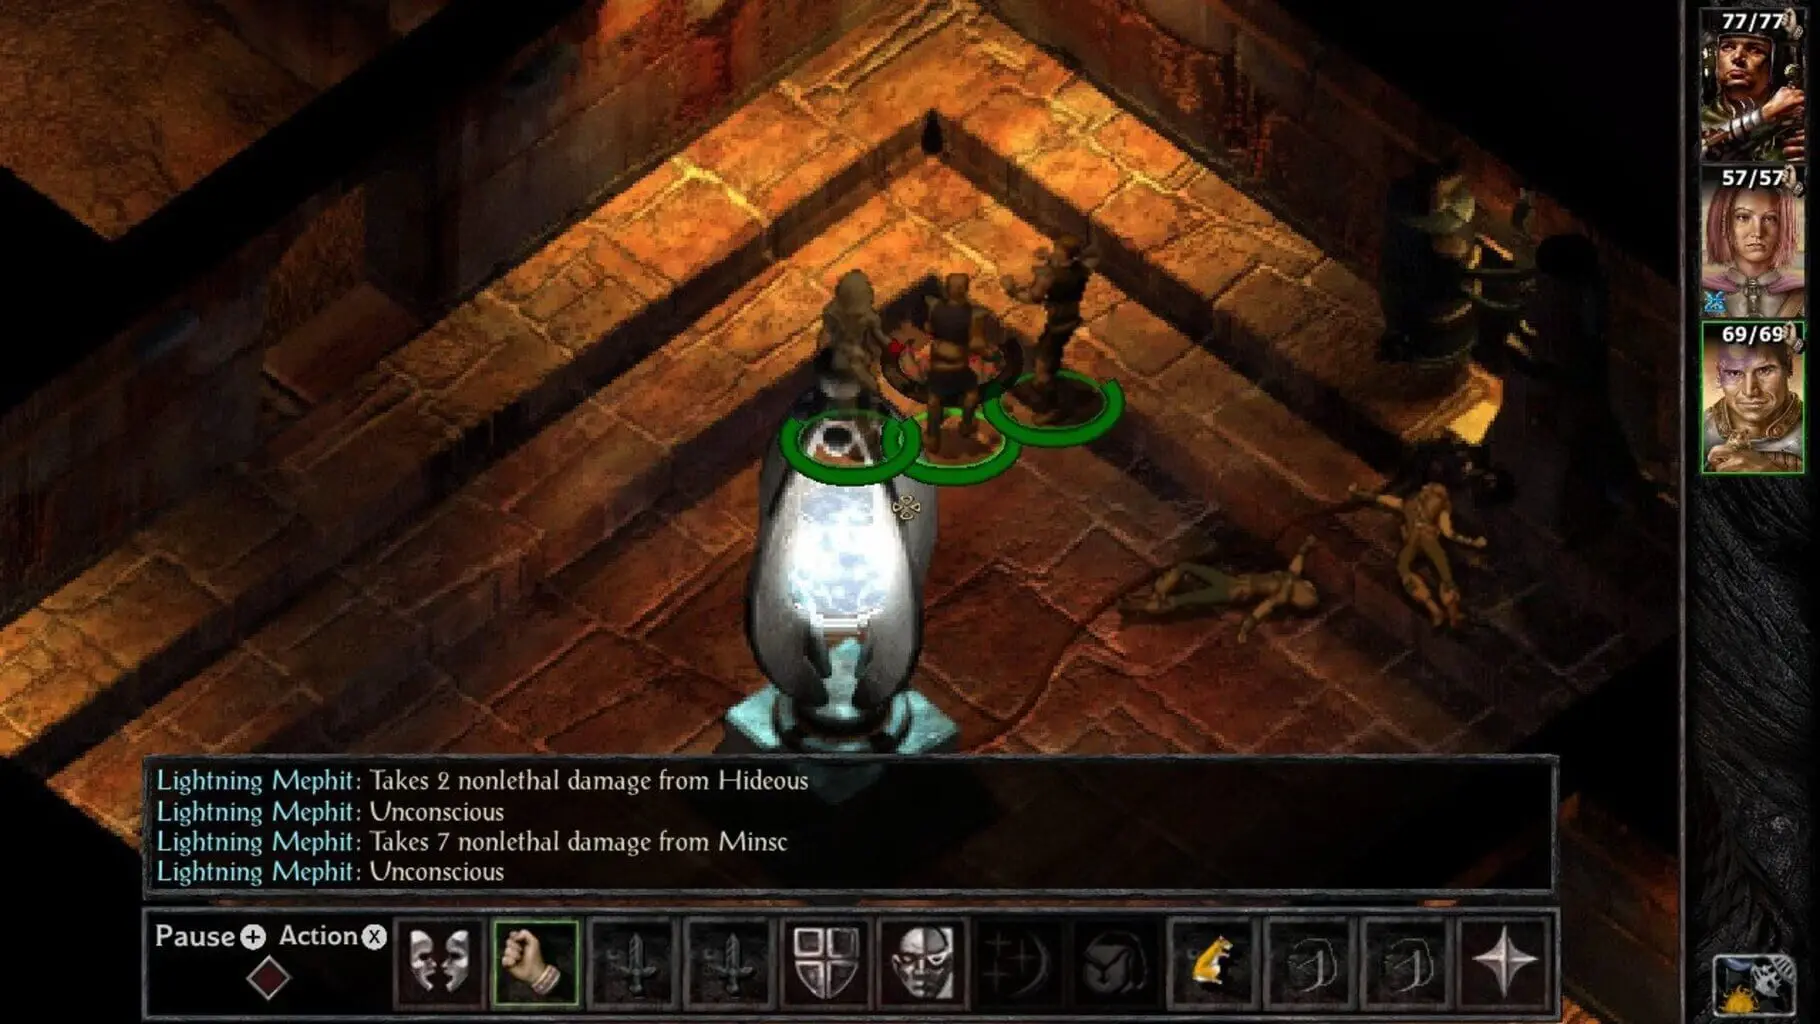 77/77
57/57
69/69
Lightning Mephit: Takes 2 nonlethal damage from Hideous
Lightning Mephit: Unconscious
Lightning Mephit: Takes 7 nonlethal damage from Minsc
Lightning Mephit: Unconscious
Pause + Action X